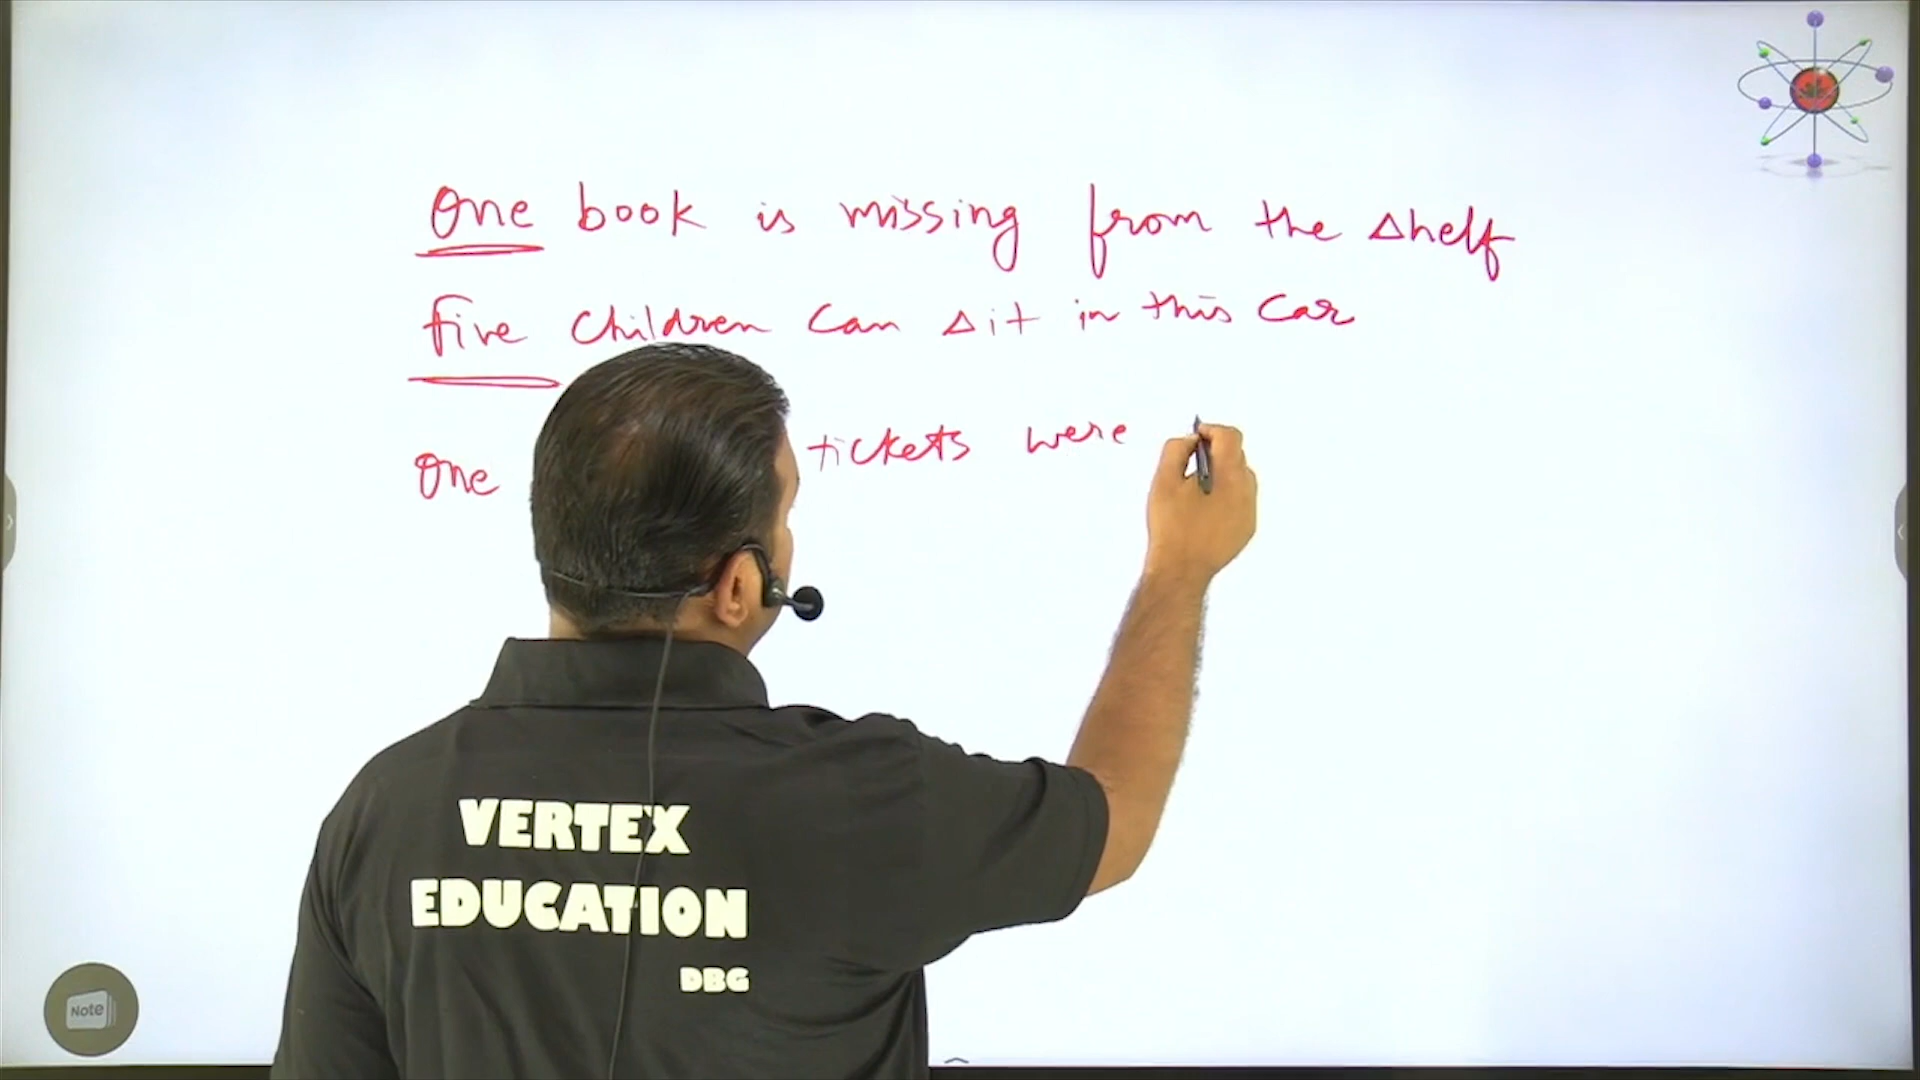 One book is missing from the shelf
five children can sit in this car
One tickets were
VERTEX
EDUCATION
DBG
Note